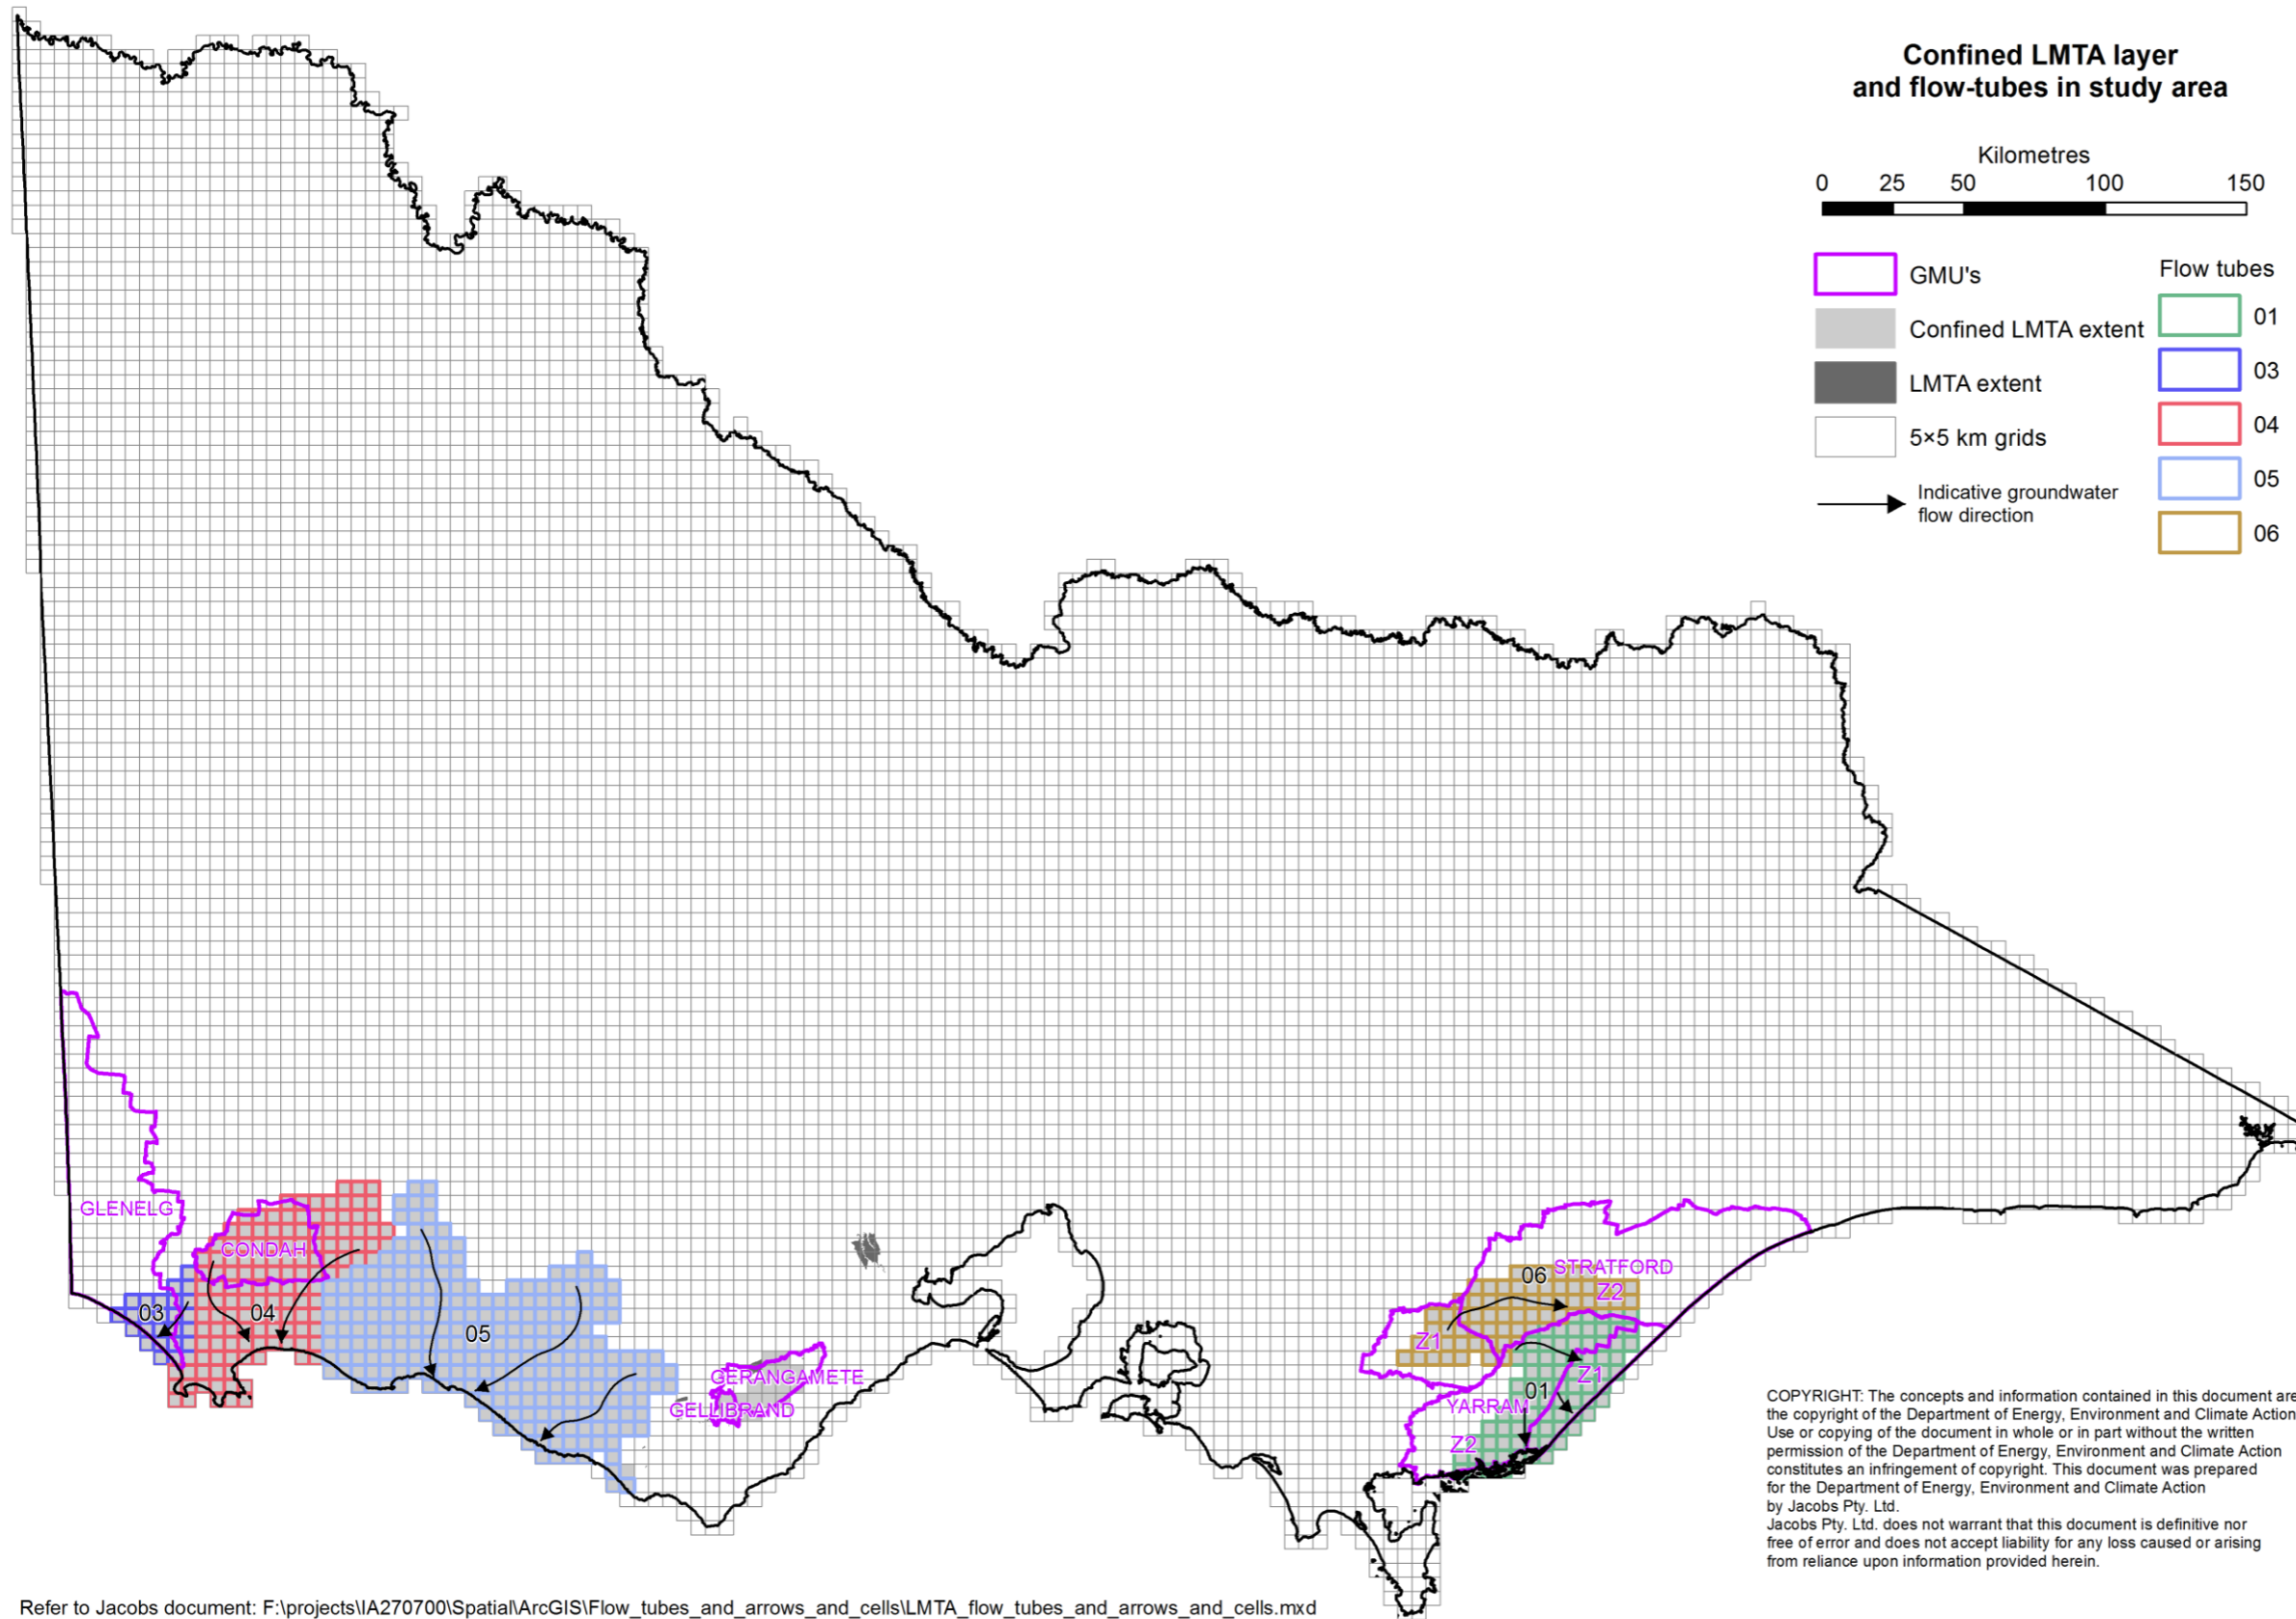 Confined LMTA layer
and flow-tubes in study area
Kilometres
0 25 50 100 150
GMU's
Confined LMTA extent
LMTA extent
5×5 km grids
Indicative groundwater
flow direction
Flow tubes
01
03
04
05
06
GLENELG
CONDAH
03
04
05
GERANGAMETE
GELLIBRAND
06
STRATFORD
Z2
Z1
Z1
01
YARRAM
Z2
COPYRIGHT: The concepts and information contained in this document are
the copyright of the Department of Energy, Environment and Climate Action
Use or copying of the document in whole or in part without the written
permission of the Department of Energy, Environment and Climate Action
constitutes an infringement of copyright. This document was prepared
for the Department of Energy, Environment and Climate Action
by Jacobs Pty. Ltd.
Jacobs Pty. Ltd. does not warrant that this document is definitive nor
free of error and does not accept liability for any loss caused or arising
from reliance upon information provided herein.
Refer to Jacobs document: F:\projects\IA270700\Spatial\ArcGIS\Flow_tubes_and_arrows_and_cells\LMTA_flow_tubes_and_arrows_and_cells.mxd